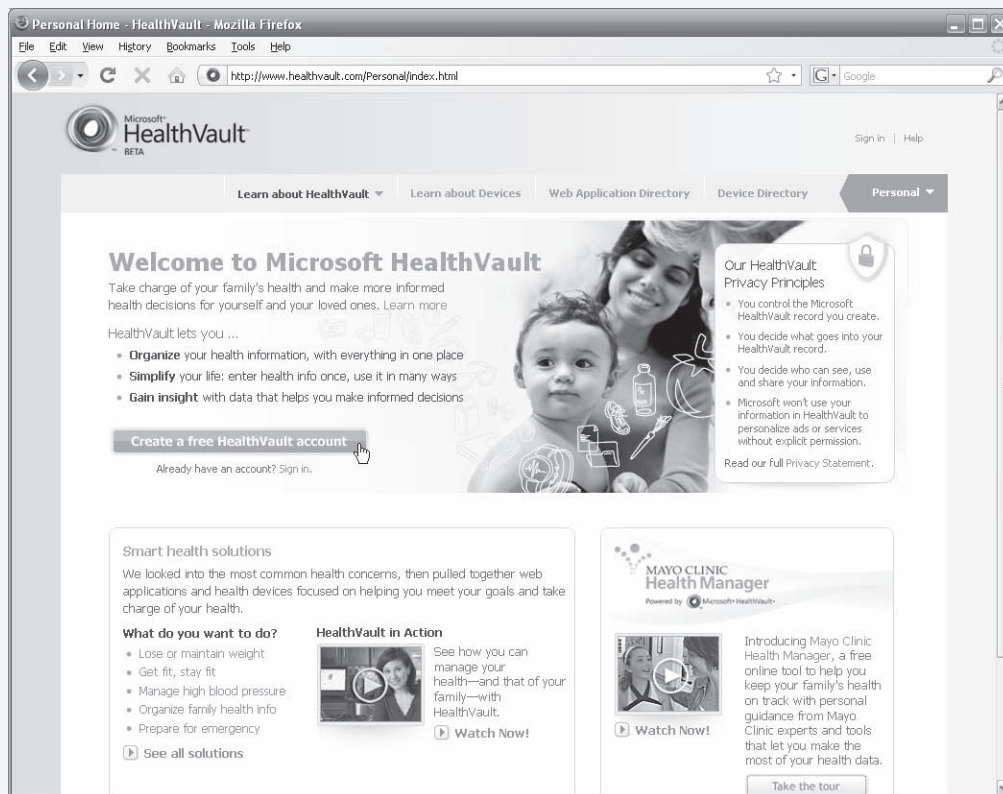 Personal Home - HealthVault - Mozilla Firefox
File Edit View History Bookmarks Tools Help
http://www.healthvault.com/Personal/index.html
G Google
Microsoft®
HealthVault™
BETA
Sign in | Help
Learn about HealthVault
Learn about Devices
Web Application Directory
Device Directory
Personal
Welcome to Microsoft HealthVault
Take charge of your family's health and make more informed
health decisions for yourself and your loved ones. Learn more
HealthVault lets you ...
• Organize your health information, with everything in one place
• Simplify your life: enter health info once, use it in many ways
• Gain insight with data that helps you make informed decisions
Create a free HealthVault account
Already have an account? Sign in.
Our HealthVault
Privacy Principles
• You control the Microsoft
HealthVault record you create.
• You decide what goes into your
HealthVault record.
• You decide who can see, use
and share your information.
• Microsoft won't use your
information in HealthVault to
personalize ads or services
without explicit permission.
Read our full Privacy Statement.
Smart health solutions
We looked into the most common health concerns, then pulled together web
applications and health devices focused on helping you meet your goals and take
charge of your health.
What do you want to do?
• Lose or maintain weight
• Get fit, stay fit
• Manage high blood pressure
• Organize family health info
• Prepare for emergency
See all solutions
HealthVault in Action
See how you can
manage your
health—and that of your
family—with
HealthVault.
Watch Now!
MAYO CLINIC
Health Manager
Powered by Microsoft® HealthVault™
Watch Now!
Introducing Mayo Clinic
Health Manager, a free
online tool to help you
keep your family's health
on track with personal
guidance from Mayo
Clinic experts and tools
that let you make the
most of your health data.
Take the tour